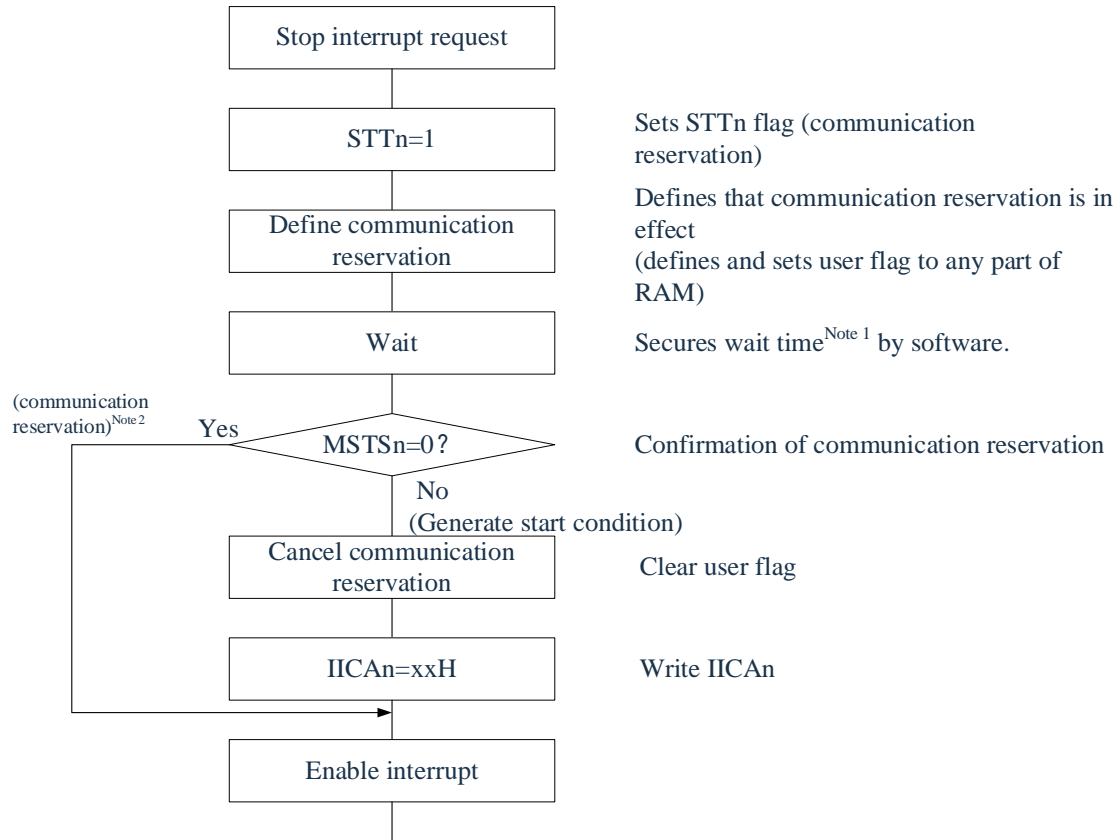 Stop interrupt request
STTn=1
Sets STTn flag (communication
reservation)
Define communication
reservation
Defines that communication reservation is in
effect
(defines and sets user flag to any part of
RAM)
Wait
Secures wait time Note 1 by software.
(communication
reservation) Note 2
Yes
MSTSn=0?
Confirmation of communication reservation
No
(Generate start condition)
Cancel communication
reservation
Clear user flag
IICAn=xxH
Write IICAn
Enable interrupt